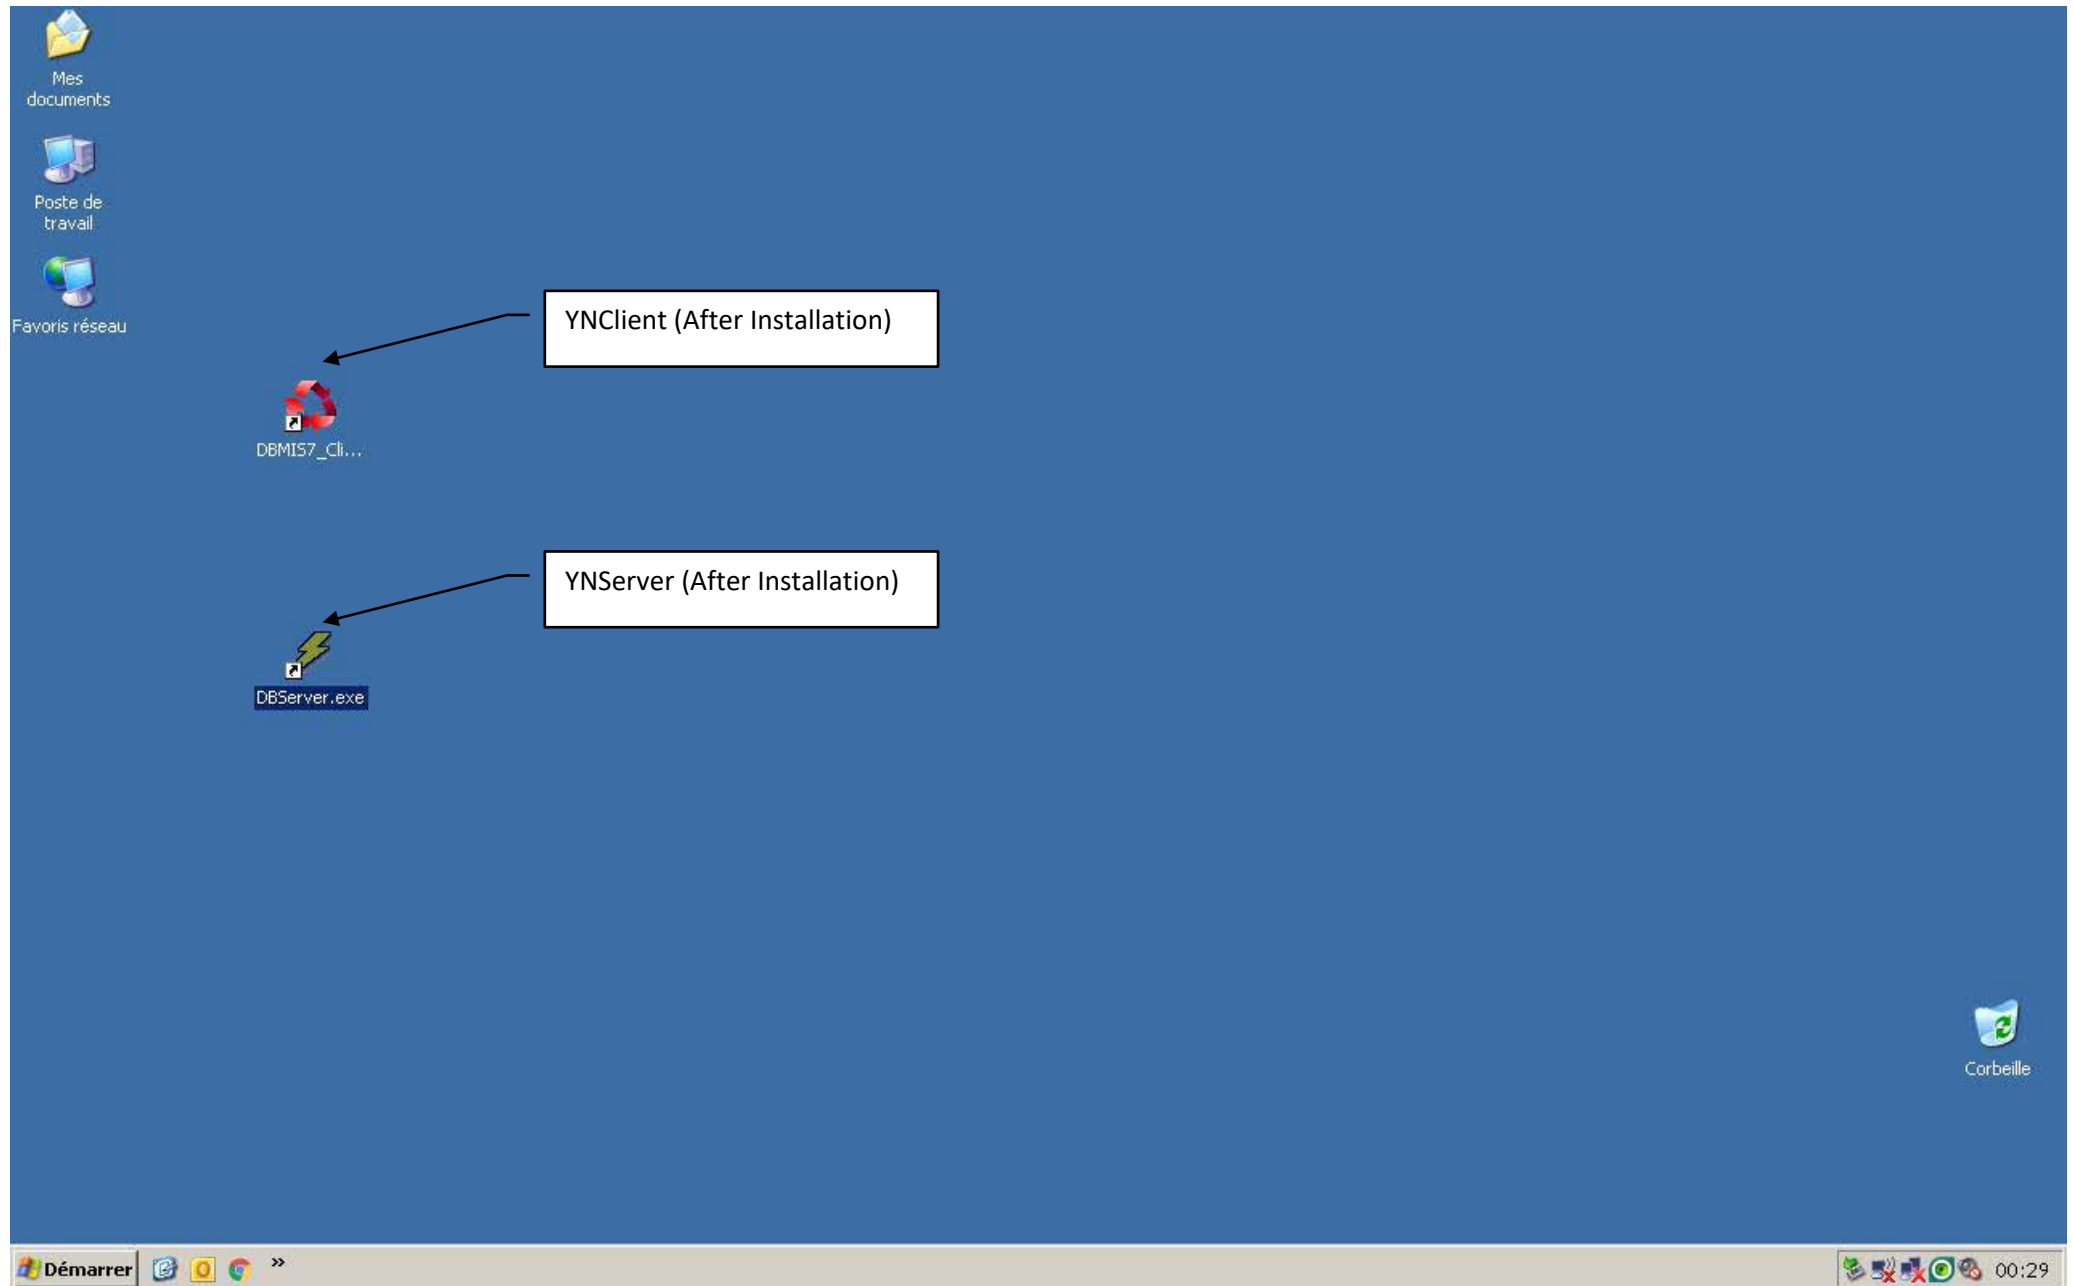 Mes
documents
Poste de
travail
Favoris réseau
YNClient (After Installation)
DBMIS7_Cli...
YNServer (After Installation)
DBServer.exe
Corbeille
Démarrer
»
00:29